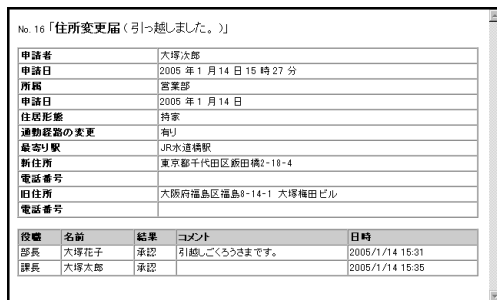 No. 16「住所変更届(引っ越しました。)」
申請者 大塚次郎
申請日 2005 年 1 月 14 日 15 時 27 分
所属 営業部
申請日 2005 年 1 月 14 日
住居形態 持家
通勤経路の変更 有り
最寄り駅 JR水道橋駅
新住所 東京都千代田区飯田橋2-18-4
電話番号
旧住所 大阪府福島区福島8-14-1 大塚梅田ビル
電話番号
役職 名前 結果 コメント 日時
部長 大塚花子 承認 引越しごくろうさまです。 2005/1/14 15:31
課長 大塚太郎 承認 2005/1/14 15:35